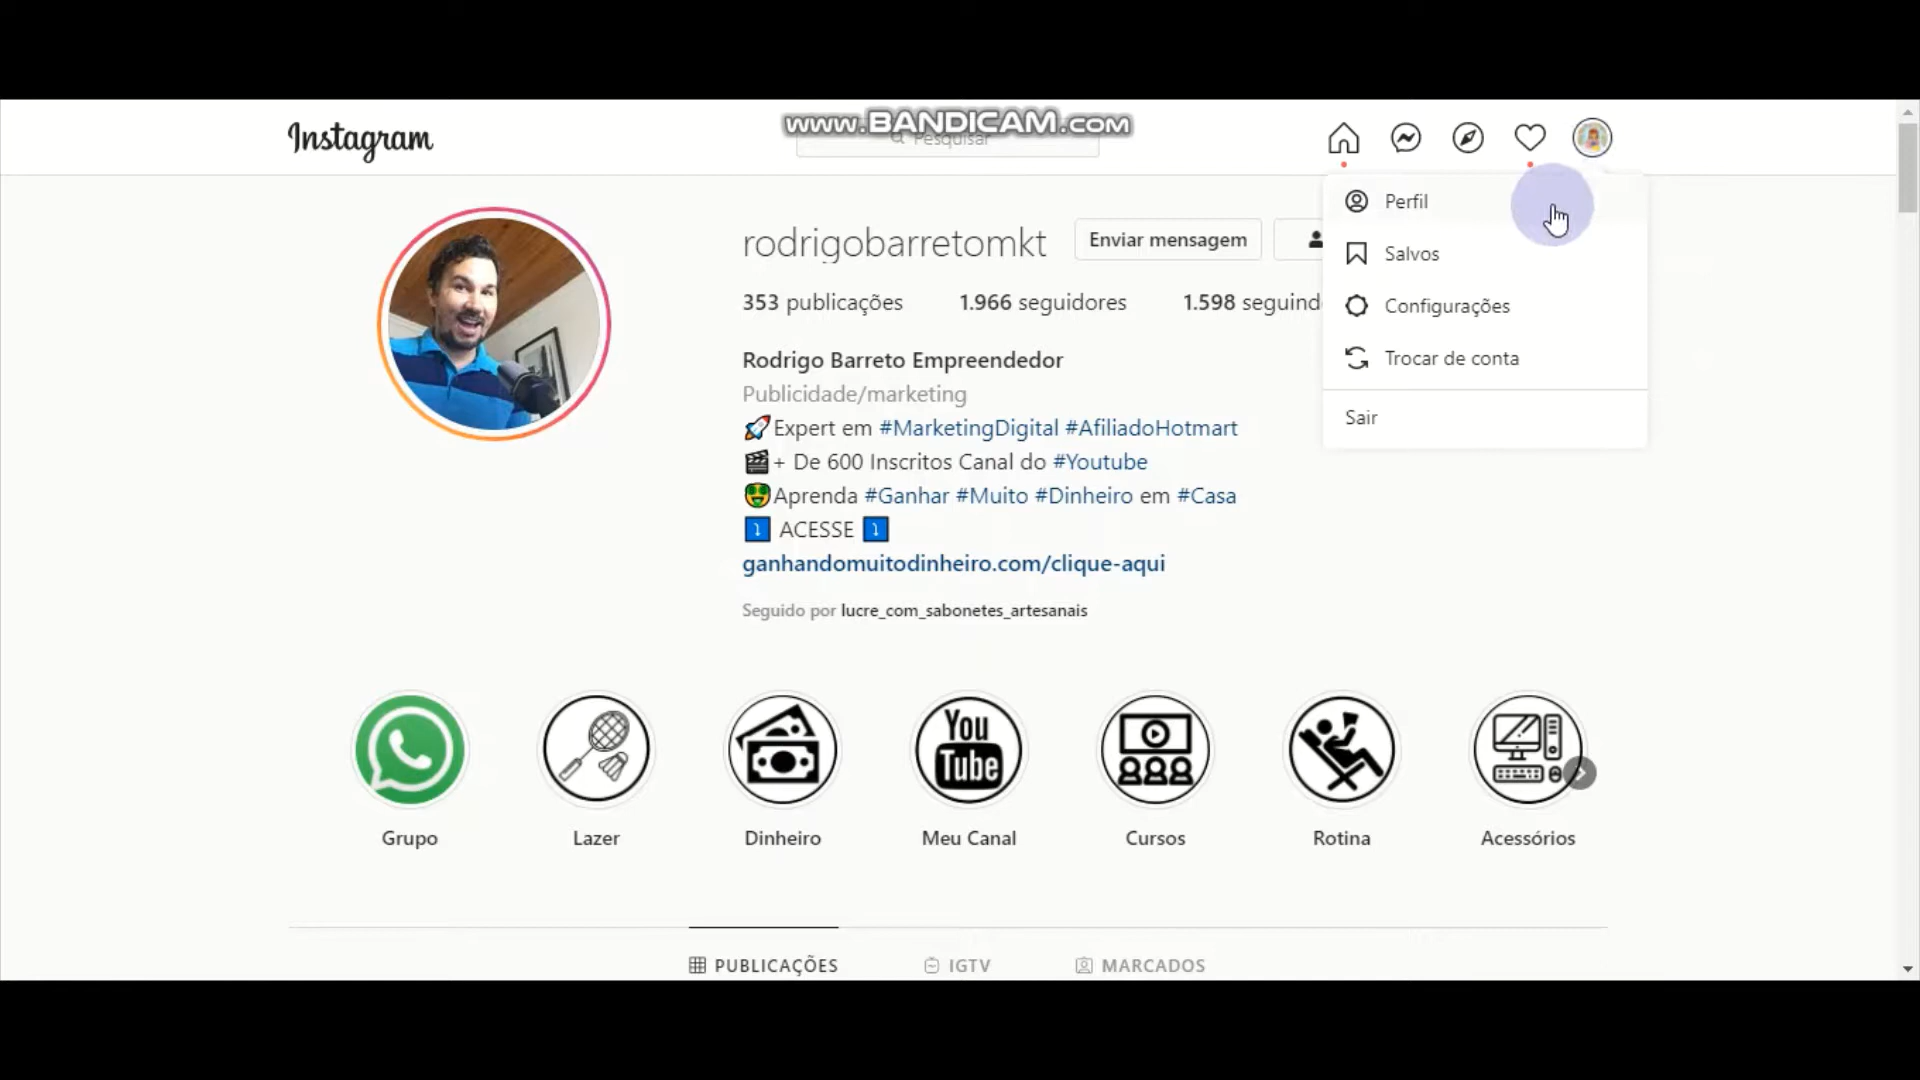 Instagram
www.BANDICAM.com
Pesquisar
rodrigobarretomkt
Enviar mensagem
353 publicações 1.966 seguidores 1.598 seguind
Rodrigo Barreto Empreendedor
Publicidade/marketing
🚀Expert em #MarketingDigital #AfiliadoHotmart
🎬+ De 600 Inscritos Canal do #Youtube
🤑Aprenda #Ganhar #Muito #Dinheiro em #Casa
⤵️ ACESSE ⤵️
ganhandomuitodinheiro.com/clique-aqui
Seguido por lucre_com_sabonetes_artesanais
Perfil
Salvos
Configurações
Trocar de conta
Sair
You
Tube
Grupo Lazer Dinheiro Meu Canal Cursos Rotina Acessórios
PUBLICAÇÕES IGTV MARCADOS